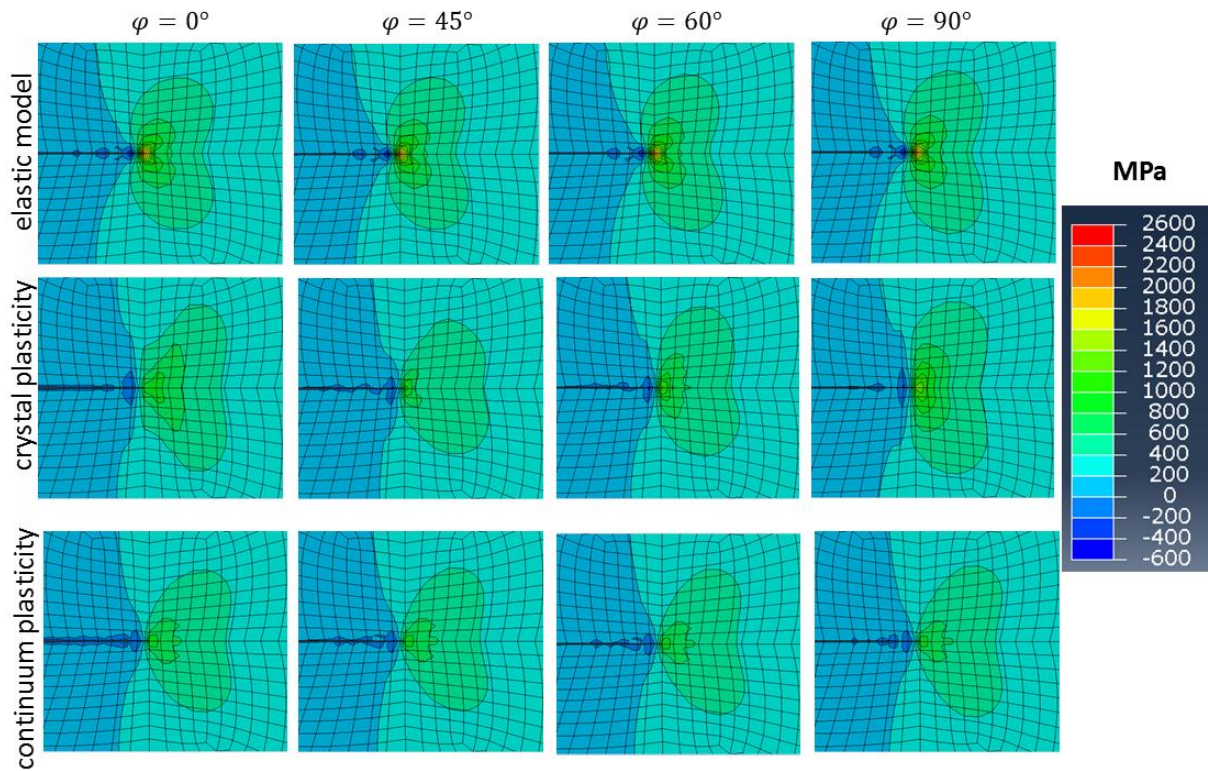 φ = 0°
φ = 45°
φ = 60°
φ = 90°
elastic model
crystal plasticity
continuum plasticity
MPa
2600
2400
2200
2000
1800
1600
1400
1200
1000
800
600
400
200
0
-200
-400
-600